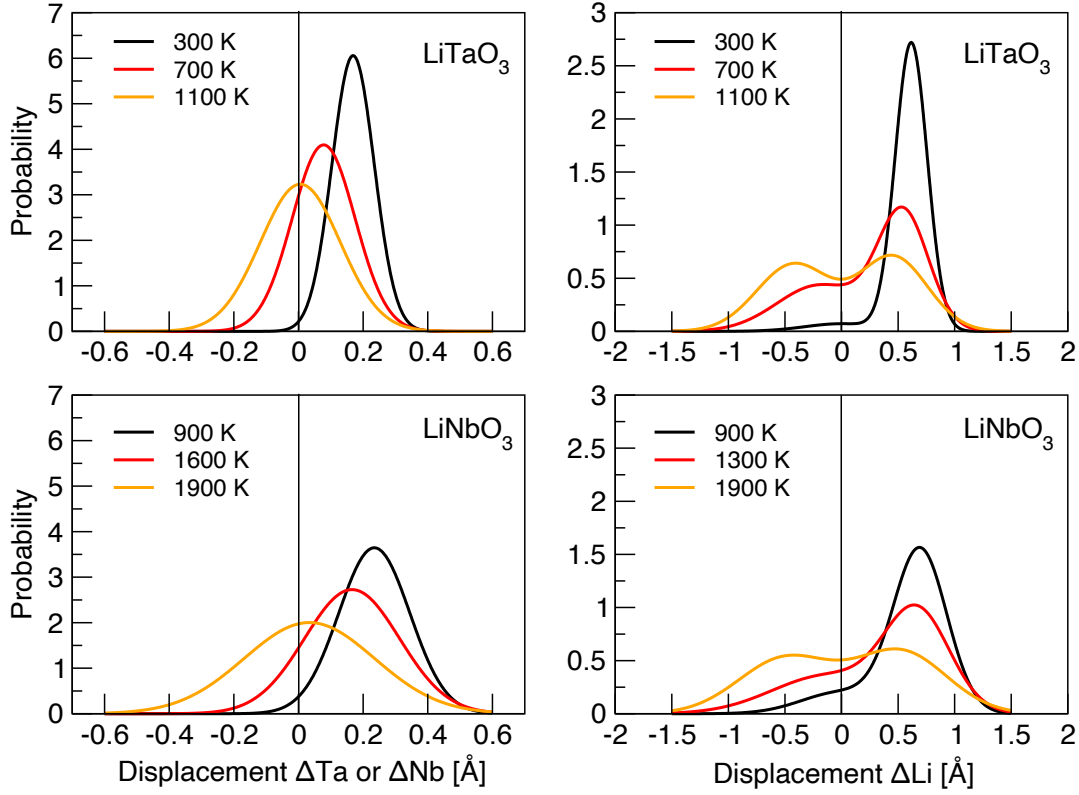 7
6
5
4
3
2
1
0
Probability
300 K
700 K
1100 K
LiTaO₃
-0.6 -0.4 -0.2 0 0.2 0.4 0.6
3
2.5
2
1.5
1
0.5
0
300 K
700 K
1100 K
LiTaO₃
-2 -1.5 -1 -0.5 0 0.5 1 1.5 2
7
6
5
4
3
2
1
0
Probability
900 K
1600 K
1900 K
LiNbO₃
-0.6 -0.4 -0.2 0 0.2 0.4 0.6
Displacement ΔTa or ΔNb [Å]
3
2.5
2
1.5
1
0.5
0
900 K
1300 K
1900 K
LiNbO₃
-2 -1.5 -1 -0.5 0 0.5 1 1.5 2
Displacement ΔLi [Å]